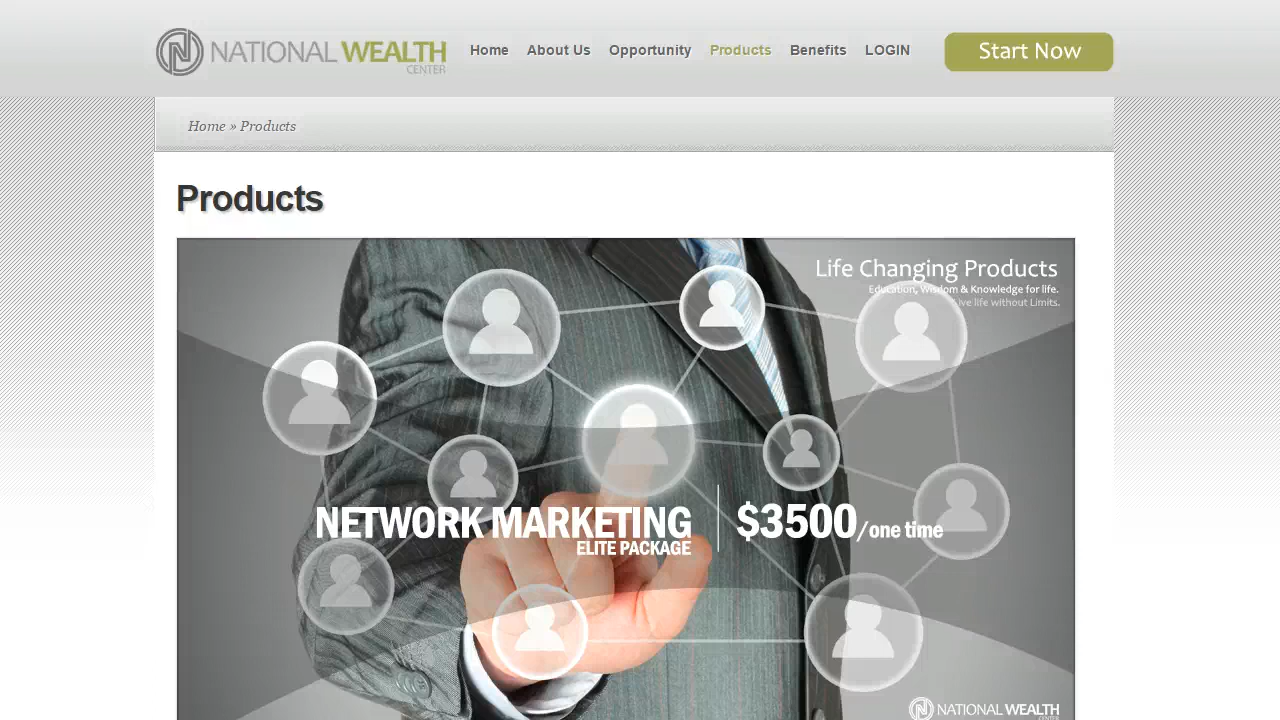 NATIONAL WEALTH
CENTER
Home About Us Opportunity Products Benefits LOGIN
Start Now
Home » Products
Products
Life Changing Products
Education, Wisdom & Knowledge for life.
Live life without Limits.
NETWORK MARKETING
ELITE PACKAGE
$3500/one time
NATIONAL WEALTH
CENTER